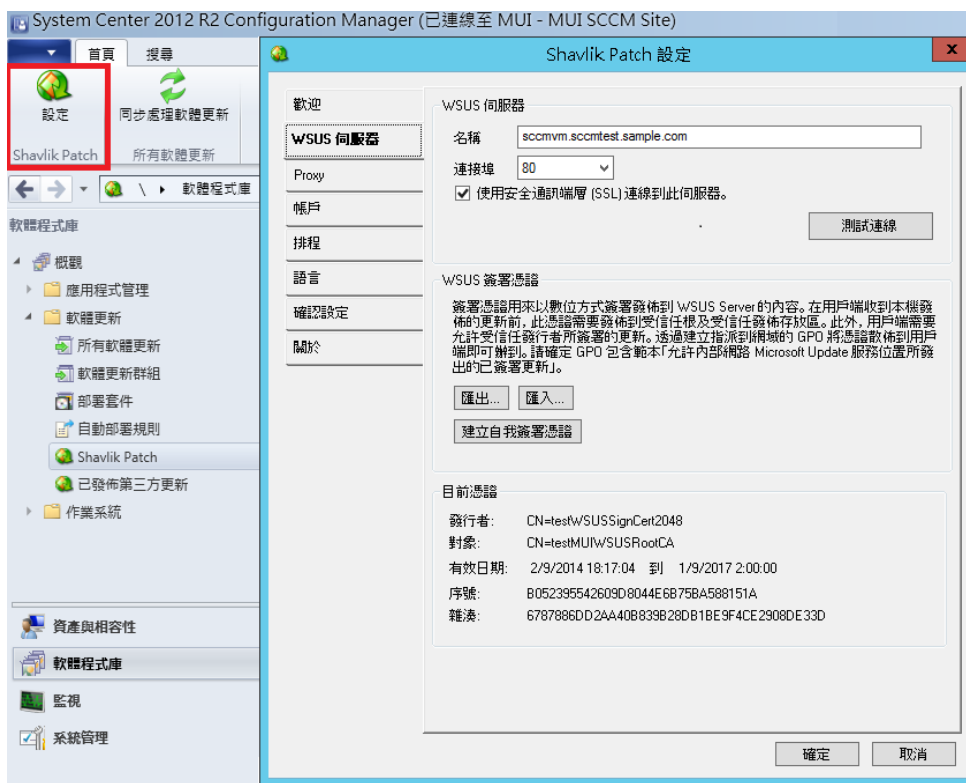 System Center 2012 R2 Configuration Manager (已連線至 MUI - MUI SCCM Site)
首頁
搜尋
設定
同步處理軟體更新
Shavlik Patch
所有軟體更新
\
軟體程式庫
軟體程式庫
概觀
應用程式管理
軟體更新
所有軟體更新
軟體更新群組
部署套件
自動部署規則
Shavlik Patch
已發佈第三方更新
作業系統
資產與相容性
軟體程式庫
監視
系統管理
Shavlik Patch 設定
x
歡迎
WSUS 伺服器
Proxy
帳戶
排程
語言
確認設定
關於
WSUS 伺服器
名稱
sccmvm.sccmtest.sample.com
連接埠
80
使用安全通訊端層 (SSL) 連線到此伺服器。
測試連線
WSUS 簽署憑證
簽署憑證用來以數位方式簽署發佈到 WSUS Server 的內容。在用戶端收到本機發
佈的更新前，此憑證需要發佈到受信任根及受信任發佈存放區。此外，用戶端需要
允許受信任發行者所簽署的更新。透過建立指派到網域的 GPO 將憑證散佈到用戶
端即可辦到。請確定 GPO 包含範本「允許內部網路 Microsoft Update 服務位置所發
出的已簽署更新」。
匯出...
匯入...
建立自我簽署憑證
目前憑證
發行者:
CN=testWSUSSignCert2048
對象:
CN=testMUIWSUSRootCA
有效日期:
2/9/2014 18:17:04 到 1/9/2017 2:00:00
序號:
B052395542609D8044E6B75BA588151A
雜湊:
6787886DD2AA40B839B28DB1BE9F4CE2908DE33D
確定
取消